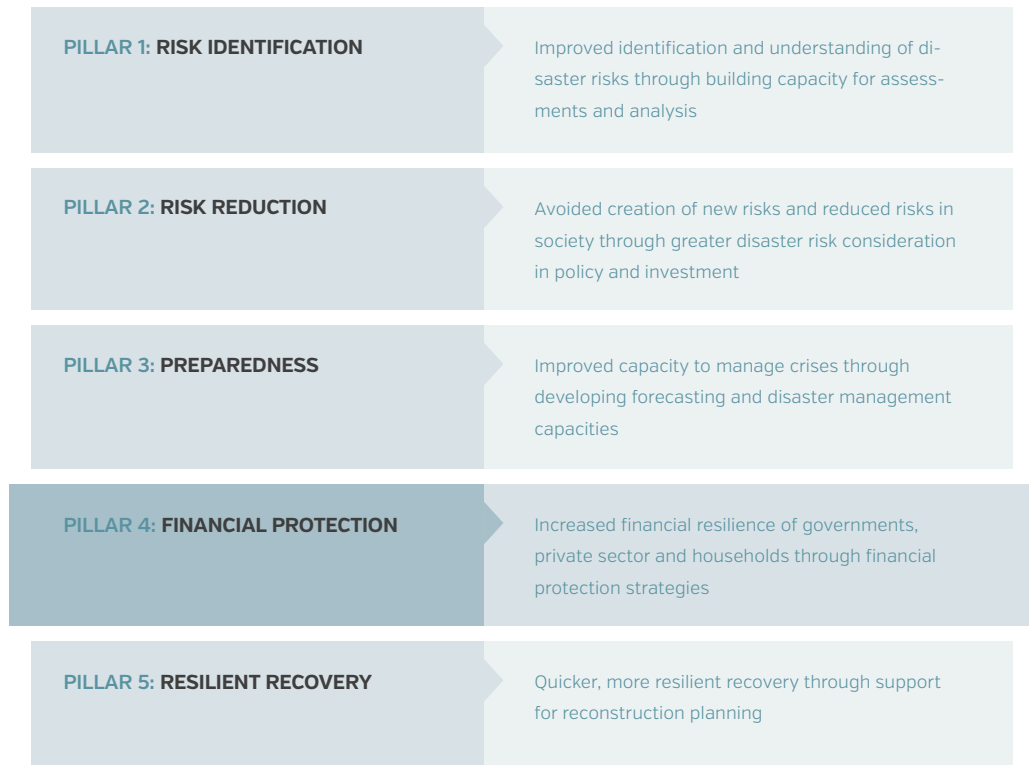 PILLAR 1: RISK IDENTIFICATION
Improved identification and understanding of di-
saster risks through building capacity for assess-
ments and analysis
PILLAR 2: RISK REDUCTION
Avoided creation of new risks and reduced risks in
society through greater disaster risk consideration
in policy and investment
PILLAR 3: PREPAREDNESS
Improved capacity to manage crises through
developing forecasting and disaster management
capacities
PILLAR 4: FINANCIAL PROTECTION
Increased financial resilience of governments,
private sector and households through financial
protection strategies
PILLAR 5: RESILIENT RECOVERY
Quicker, more resilient recovery through support
for reconstruction planning